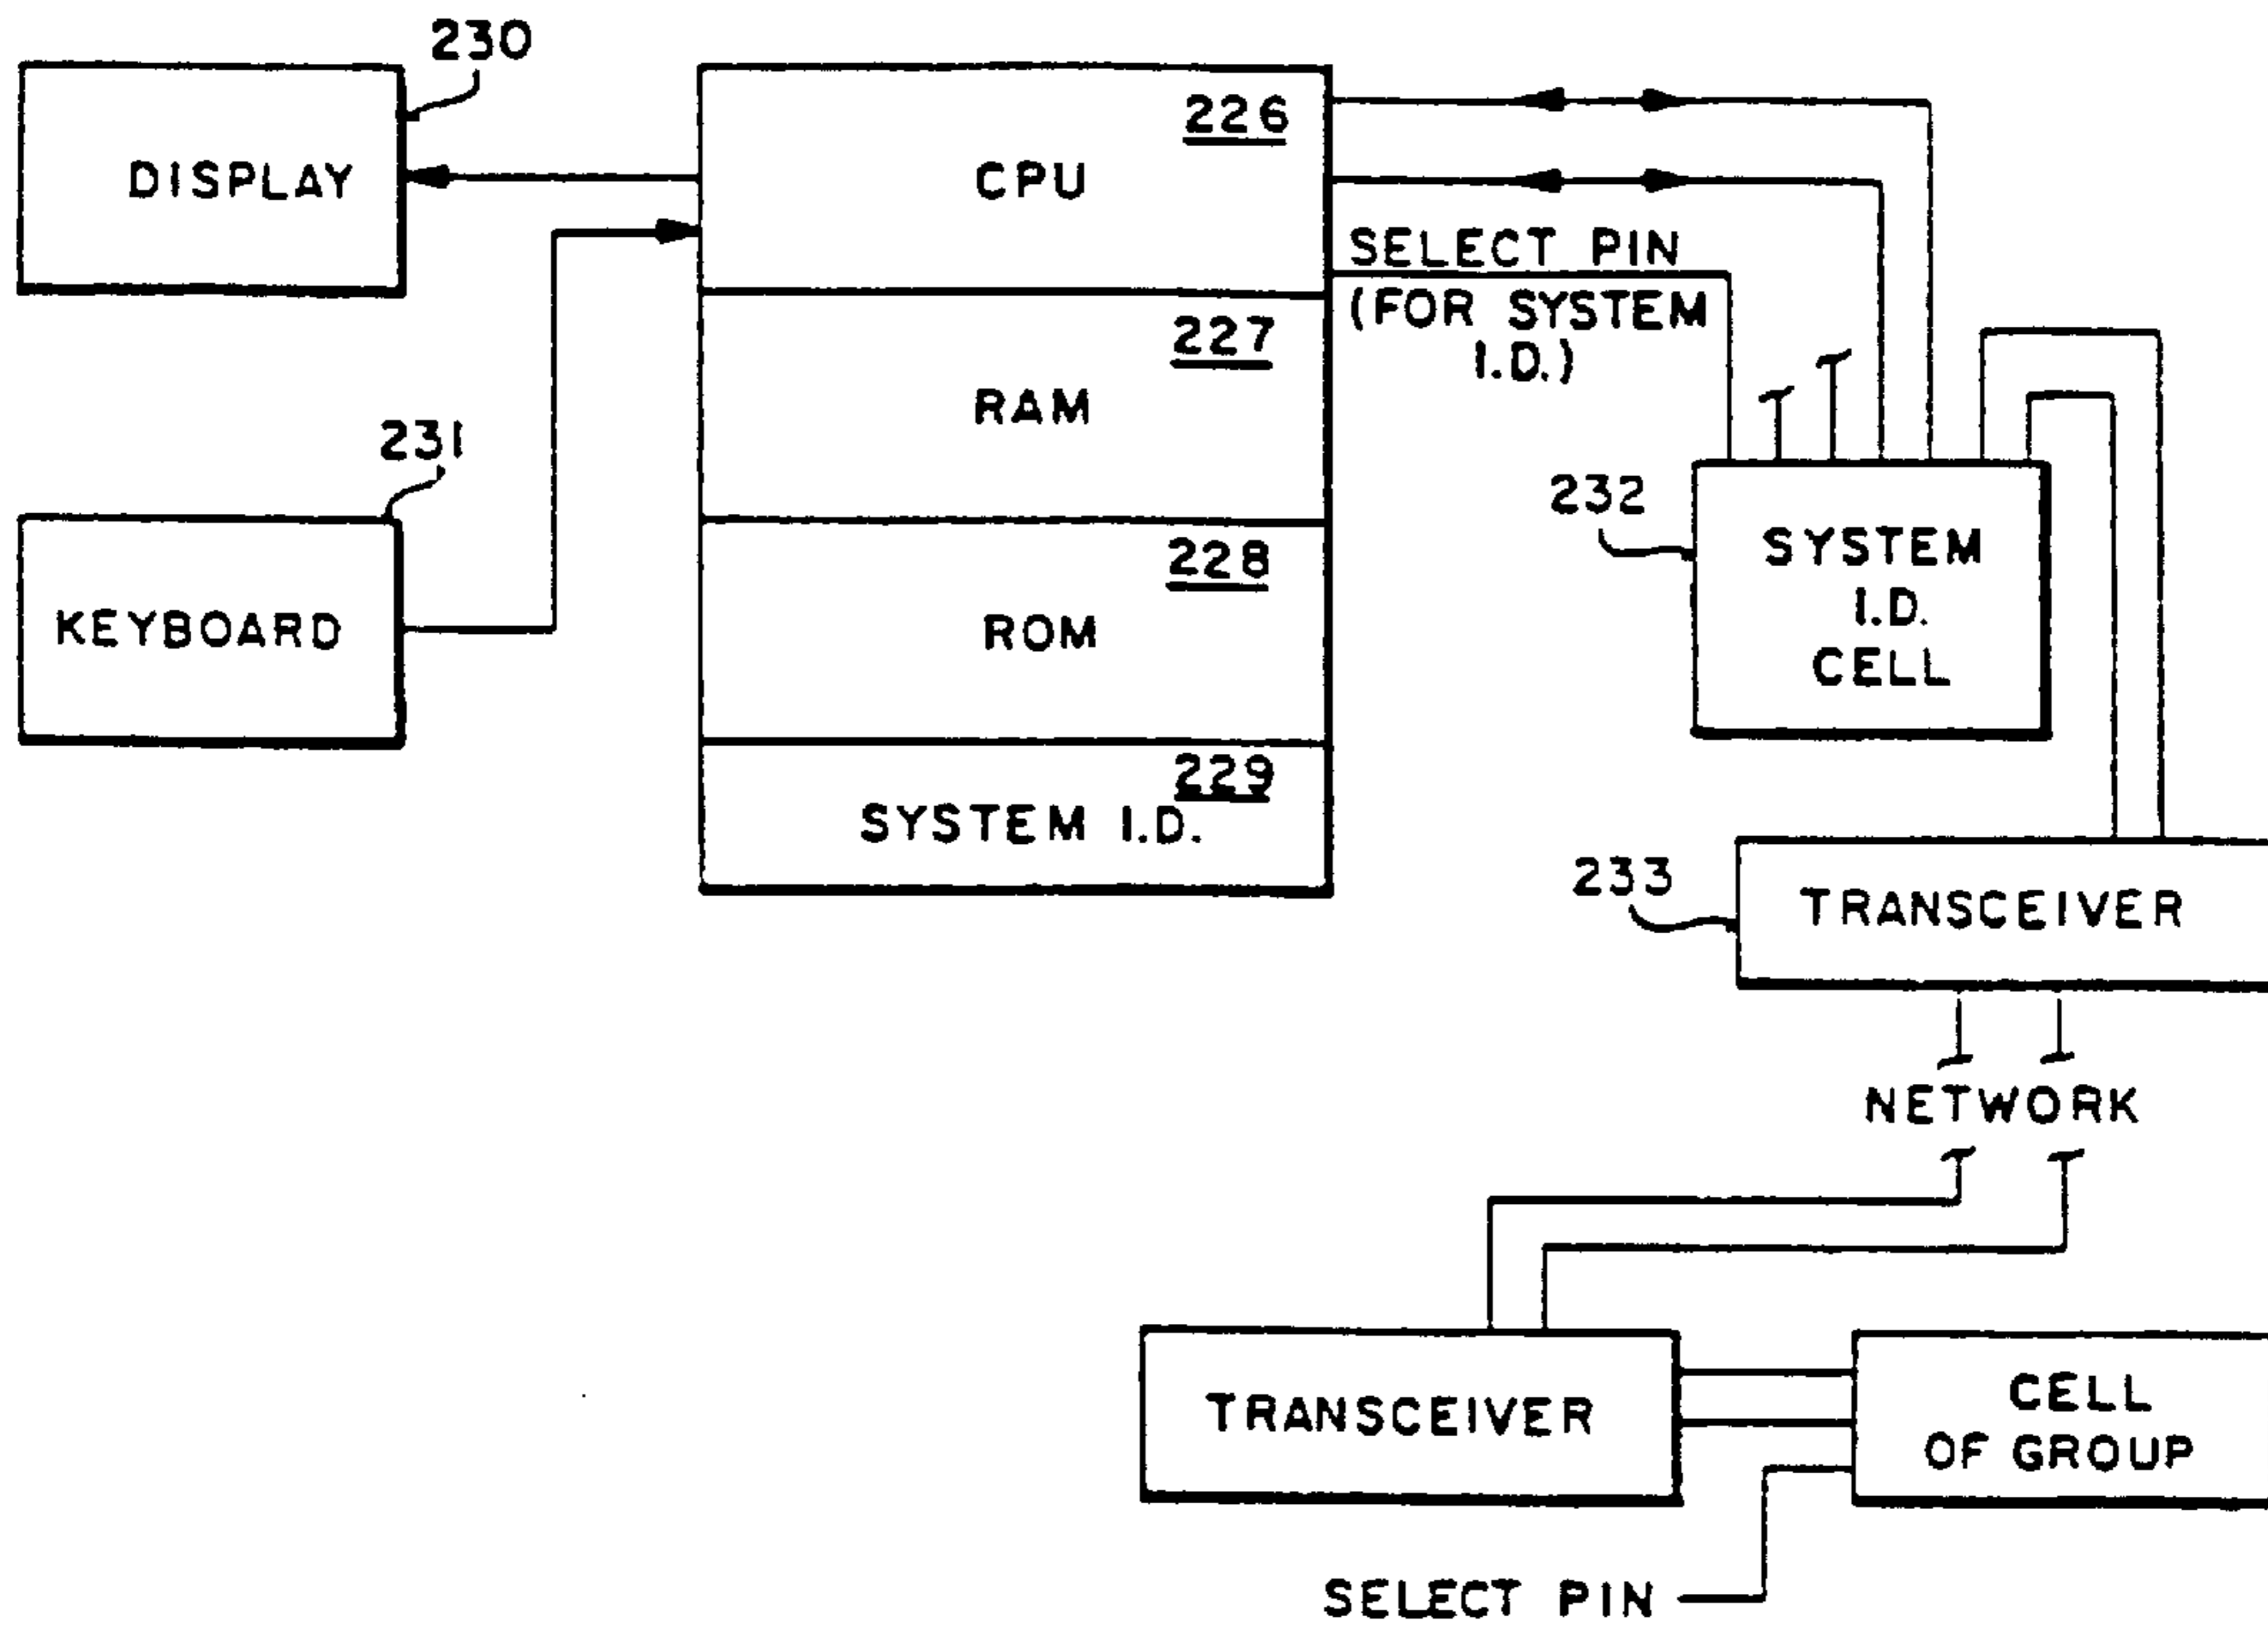 230
DISPLAY
226
CPU
SELECT PIN
(FOR SYSTEM
I.D.)
227
RAM
231
KEYBOARD
228
ROM
232
SYSTEM
I.D.
CELL
229
SYSTEM I.D.
233
TRANSCEIVER
NETWORK
TRANSCEIVER
CELL
OF GROUP
SELECT PIN